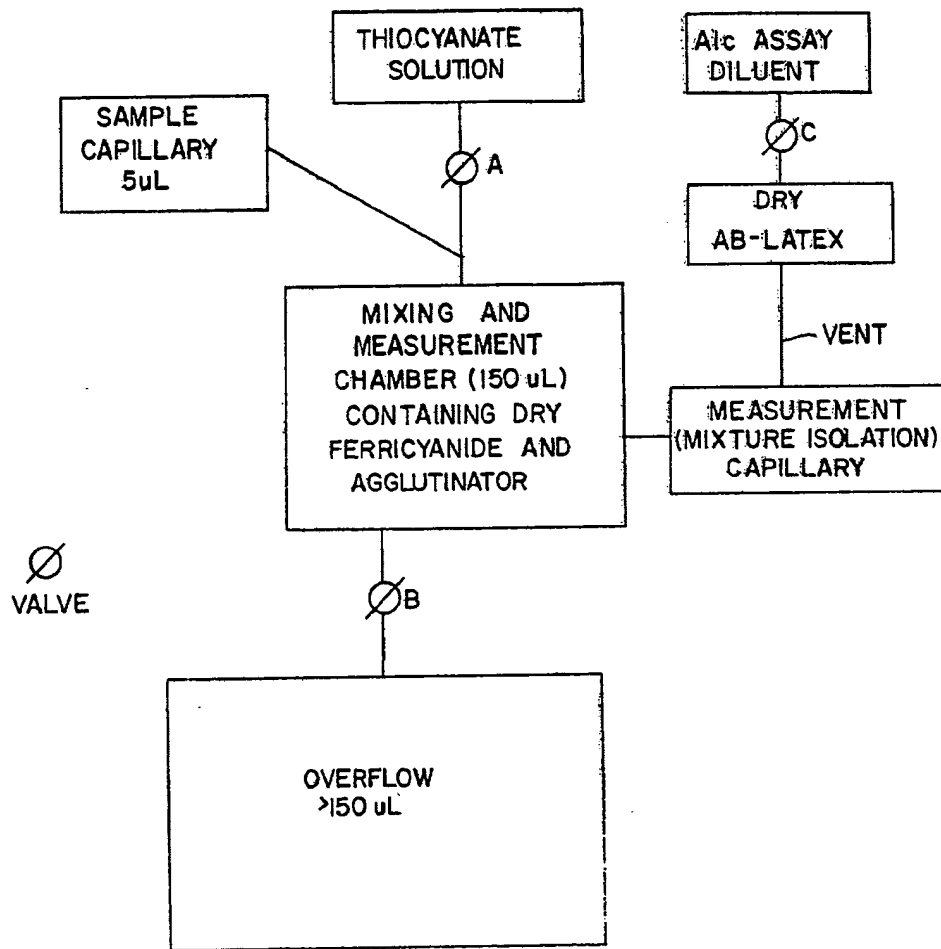 THIOCYANATE
SOLUTION
A1c ASSAY
DILUENT
SAMPLE
CAPILLARY
5uL
A
C
DRY
AB-LATEX
MIXING AND
MEASUREMENT
CHAMBER (150 uL)
CONTAINING DRY
FERRICYANIDE AND
AGGLUTINATOR
VENT
MEASUREMENT
(MIXTURE ISOLATION)
CAPILLARY
VALVE
B
OVERFLOW
>150 uL